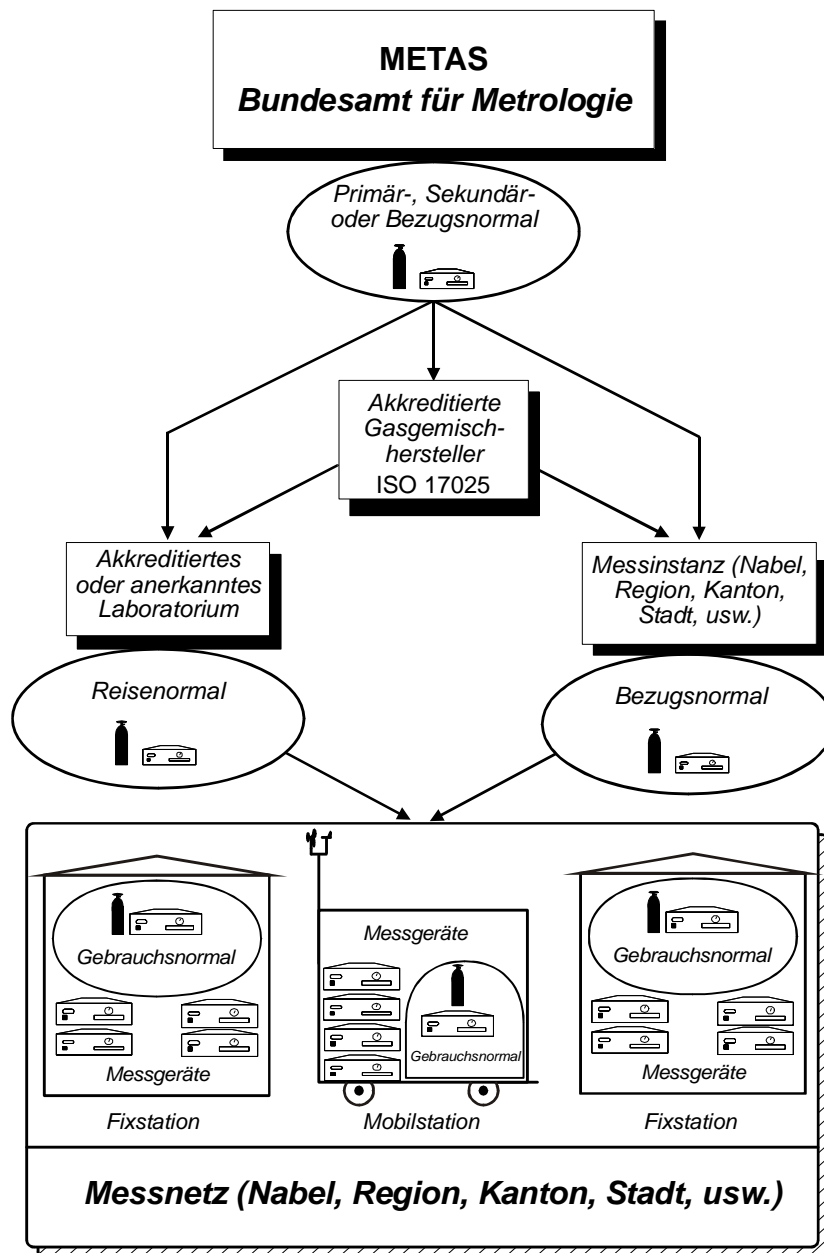 METAS
Bundesamt für Metrologie
Primär-, Sekundär-
oder Bezugsnormal
Akkreditierte
Gasgemisch-
hersteller
ISO 17025
Akkreditiertes
oder anerkanntes
Laboratorium
Messinstanz (Nabel,
Region, Kanton,
Stadt, usw.)
Reisenormal
Bezugsnormal
Gebrauchsnormal
Messgeräte
Fixstation
Messgeräte
Gebrauchsnormal
Mobilstation
Gebrauchsnormal
Messgeräte
Fixstation
Messnetz (Nabel, Region, Kanton, Stadt, usw.)